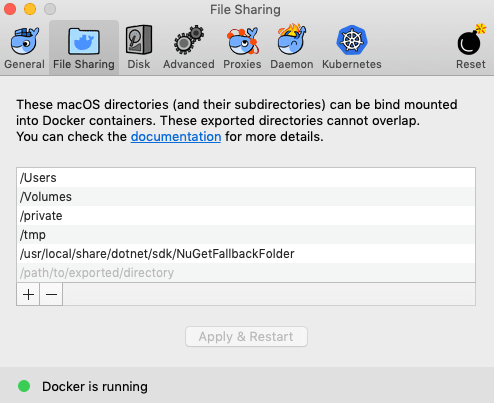 File Sharing
General File Sharing Disk Advanced Proxies Daemon Kubernetes Reset
These macOS directories (and their subdirectories) can be bind mounted
into Docker containers. These exported directories cannot overlap.
You can check the documentation for more details.
/Users
/Volumes
/private
/tmp
/usr/local/share/dotnet/sdk/NuGetFallbackFolder
/path/to/exported/directory
+ −
Apply & Restart
Docker is running